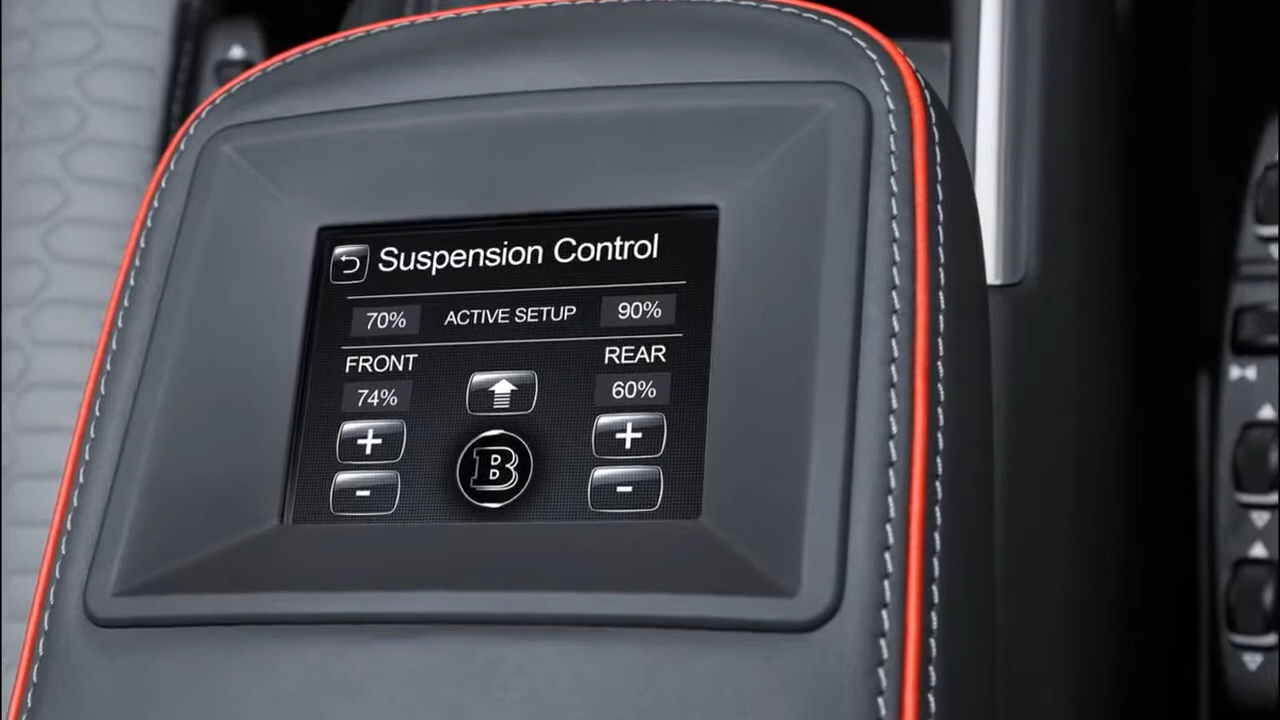 Suspension Control
70% ACTIVE SETUP 90%
FRONT REAR
74% 60%
+ +
B
- -